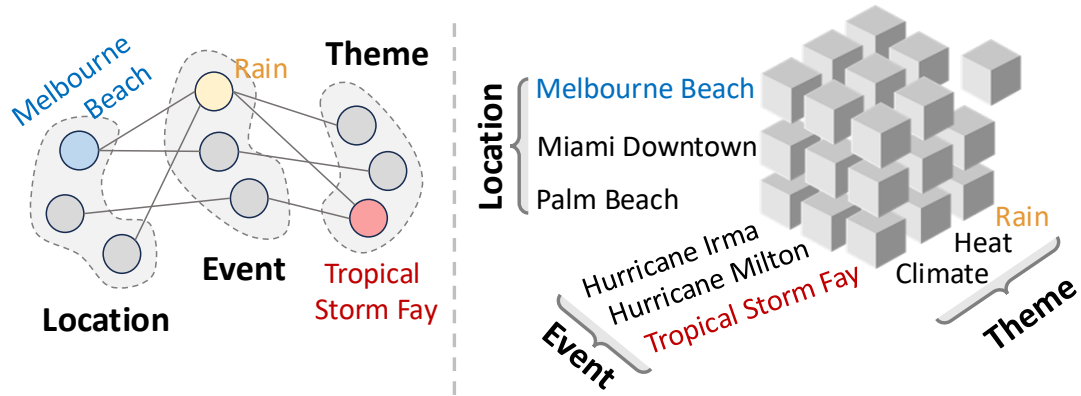 Melbourne
Beach
Rain
Theme
Event
Location
Tropical
Storm Fay
Location
Melbourne Beach
Miami Downtown
Palm Beach
Hurricane Irma
Hurricane Milton
Tropical Storm Fay
Event
Rain
Heat
Climate
Theme